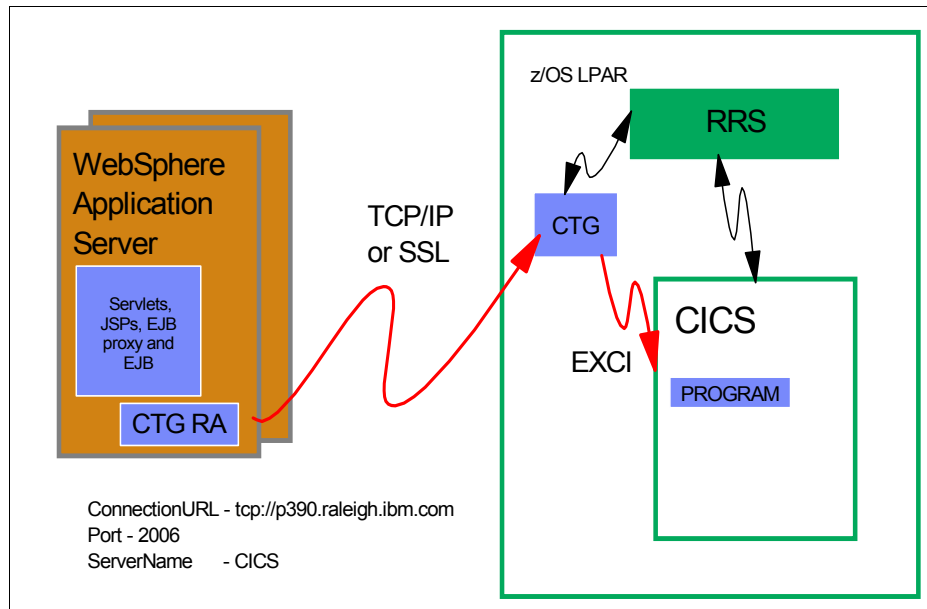 z/OS LPAR
RRS
WebSphere
Application
Server
Servlets,
JSPs, EJB
proxy and
EJB
CTG RA
TCP/IP
or SSL
CTG
EXCI
CICS
PROGRAM
ConnectionURL - tcp://p390.raleigh.ibm.com
Port - 2006
ServerName - CICS